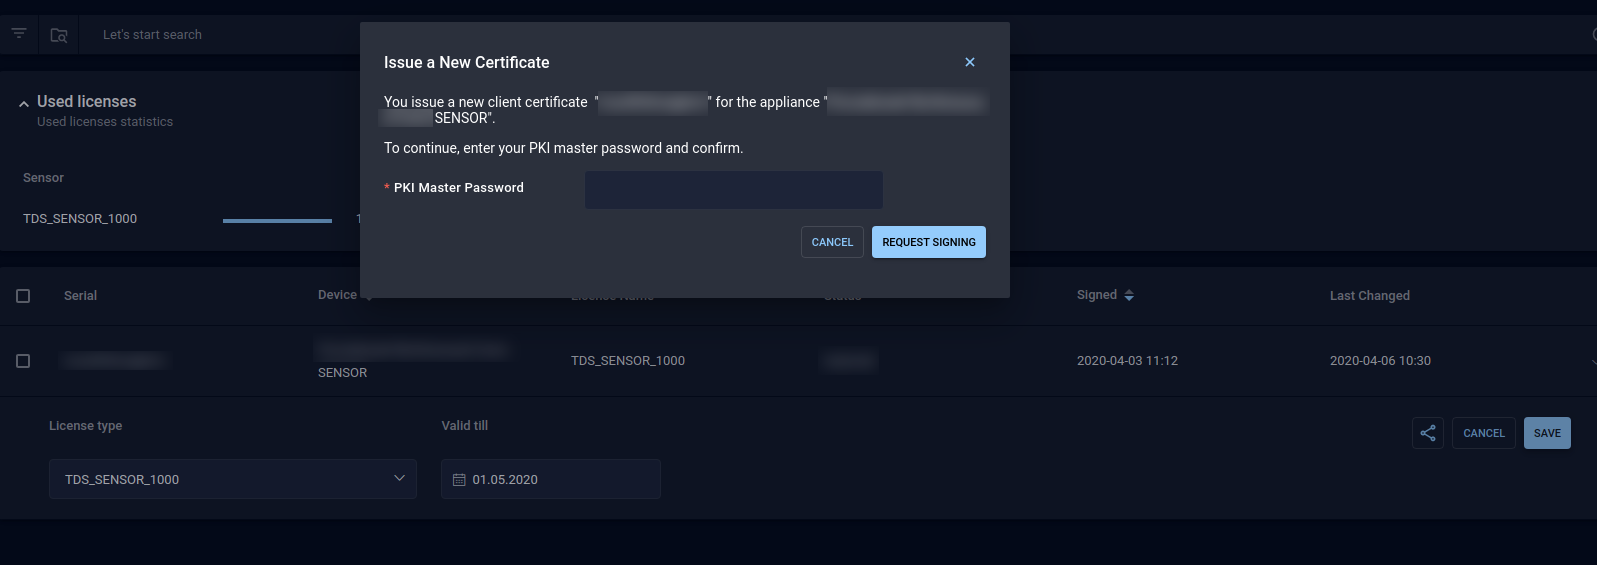 Let's start search
Issue a New Certificate
You issue a new client certificate " " for the appliance "
SENSOR".
To continue, enter your PKI master password and confirm.
* PKI Master Password
CANCEL
REQUEST SIGNING
Used licenses
Used licenses statistics
Sensor
TDS_SENSOR_1000
Serial
Device
Signed
Last Changed
SENSOR
TDS_SENSOR_1000
2020-04-03 11:12
2020-04-06 10:30
License type
Valid till
TDS_SENSOR_1000
01.05.2020
CANCEL
SAVE